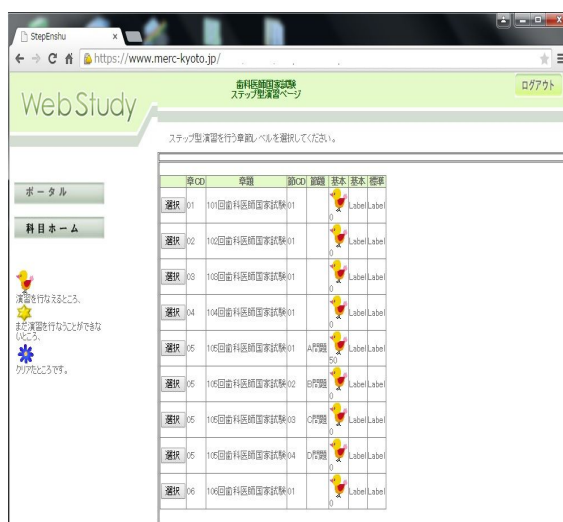 StepEnshu
https://www.merc-kyoto.jp/
WebStudy
歯科医師国家試験
ステップ型演習ページ
ログアウト
ステップ型演習を行う章節レベルを選択してください。
ポータル
科目ホーム
演習を行なえるところ、
まだ演習を行なうことができな
いところ、
クリアたところです。
章CD 章題 節CD 節題 基本 基本 標準
選択 01 101回歯科医師国家試験 01 0 Label Label
選択 02 102回歯科医師国家試験 01 0 Label Label
選択 03 103回歯科医師国家試験 01 0 Label Label
選択 04 104回歯科医師国家試験 01 0 Label Label
選択 05 105回歯科医師国家試験 01 A問題 50 Label Label
選択 05 105回歯科医師国家試験 02 B問題 0 Label Label
選択 05 105回歯科医師国家試験 03 C問題 0 Label Label
選択 05 105回歯科医師国家試験 04 D問題 0 Label Label
選択 06 106回歯科医師国家試験 01 0 Label Label